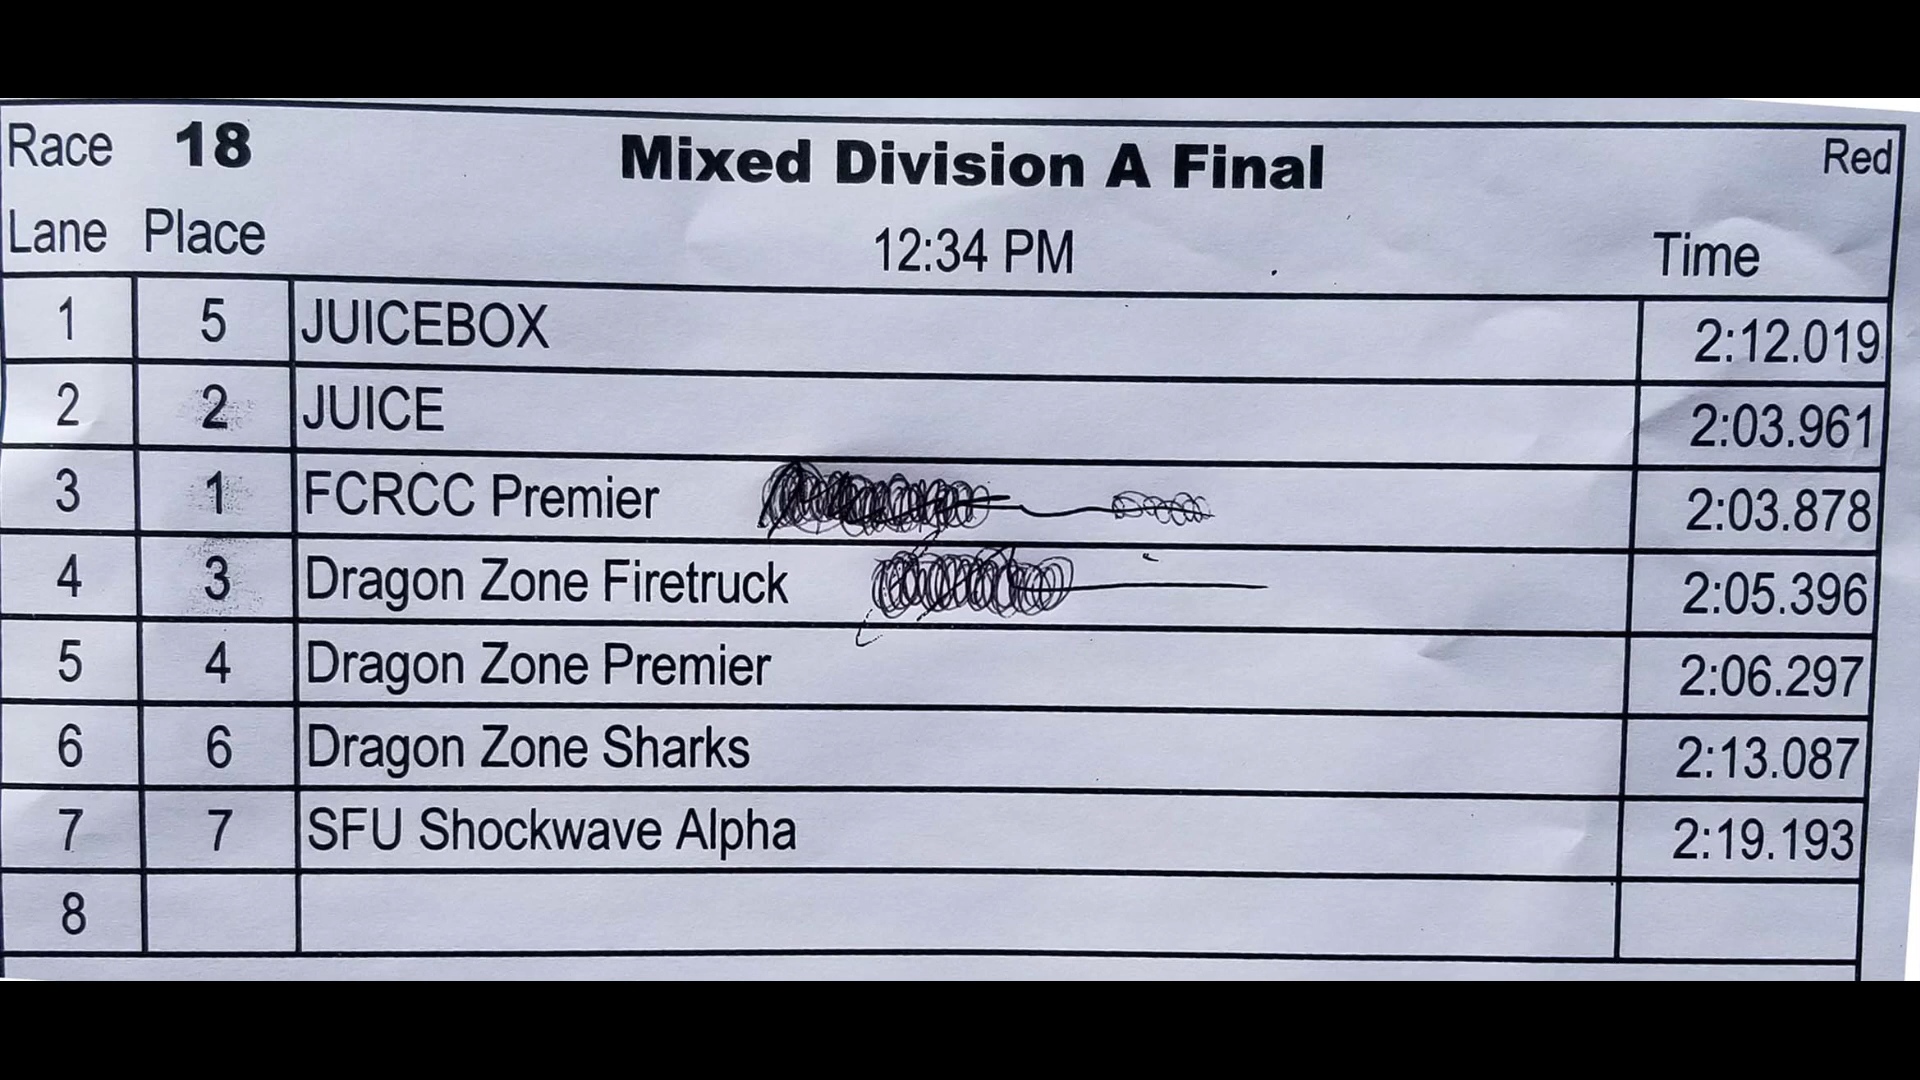 Race 18 Mixed Division A Final Red
Lane Place 12:34 PM Time
1 5 JUICEBOX 2:12.019
2 2 JUICE 2:03.961
3 1 FCRCC Premier 2:03.878
4 3 Dragon Zone Firetruck 2:05.396
5 4 Dragon Zone Premier 2:06.297
6 6 Dragon Zone Sharks 2:13.087
7 7 SFU Shockwave Alpha 2:19.193
8